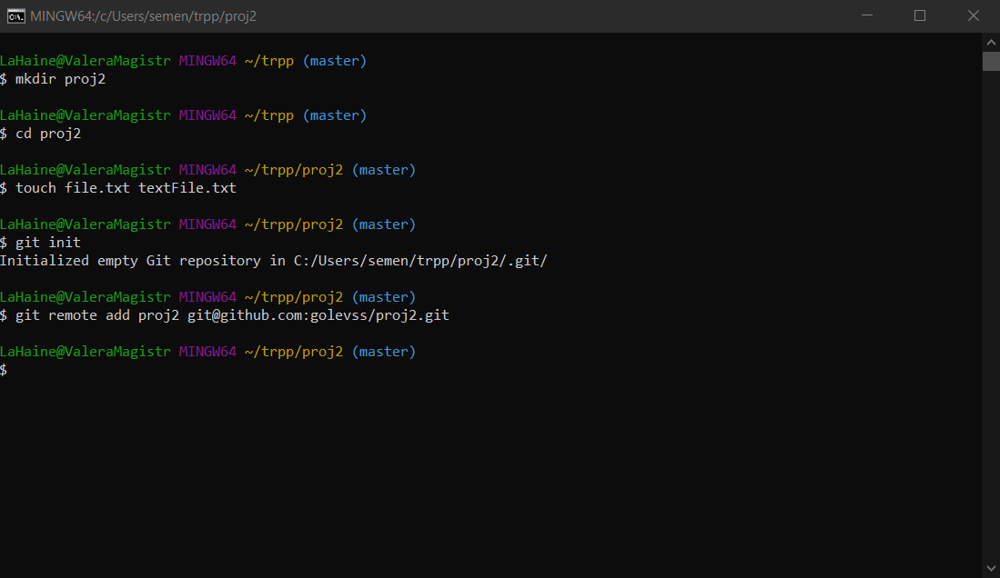 MINGW64:/c/Users/semen/trpp/proj2
LaHaine@ValeraMagistr MINGW64 ~/trpp (master)
$ mkdir proj2
LaHaine@ValeraMagistr MINGW64 ~/trpp (master)
$ cd proj2
LaHaine@ValeraMagistr MINGW64 ~/trpp/proj2 (master)
$ touch file.txt textFile.txt
LaHaine@ValeraMagistr MINGW64 ~/trpp/proj2 (master)
$ git init
Initialized empty Git repository in C:/Users/semen/trpp/proj2/.git/
LaHaine@ValeraMagistr MINGW64 ~/trpp/proj2 (master)
$ git remote add proj2 git@github.com:golevss/proj2.git
LaHaine@ValeraMagistr MINGW64 ~/trpp/proj2 (master)
$